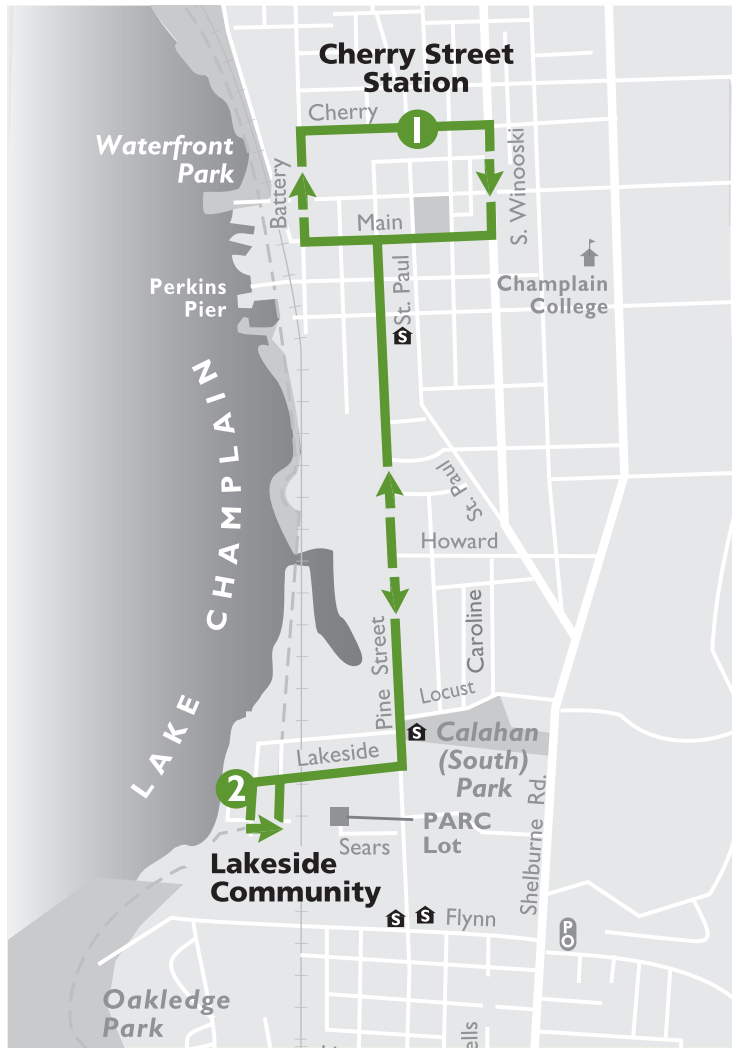 Cherry Street
Station
Cherry
1
Waterfront
Park
Battery
S. Winooski
Main
St. Paul
Perkins
Pier
Champlain
College
S
LAKE CHAMPLAIN
St. Paul
Howard
Caroline
Pine Street
Locust
S
Calahan
(South)
Park
Lakeside
2
Shelburne Rd.
PARC
Lot
Sears
Lakeside
Community
S
S
Flynn
P
O
Oakledge
Park
ells